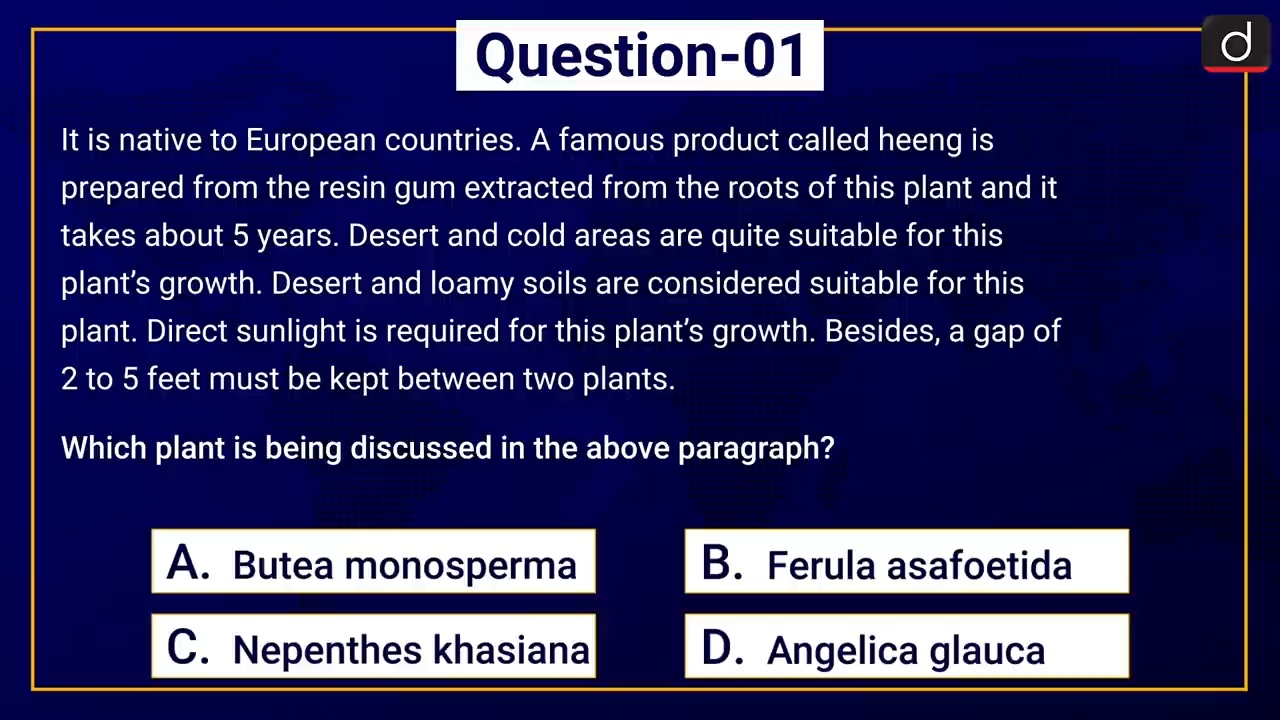 Question-01
d
It is native to European countries. A famous product called heeng is
prepared from the resin gum extracted from the roots of this plant and it
takes about 5 years. Desert and cold areas are quite suitable for this
plant’s growth. Desert and loamy soils are considered suitable for this
plant. Direct sunlight is required for this plant’s growth. Besides, a gap of
2 to 5 feet must be kept between two plants.
Which plant is being discussed in the above paragraph?
A. Butea monosperma
B. Ferula asafoetida
C. Nepenthes khasiana
D. Angelica glauca